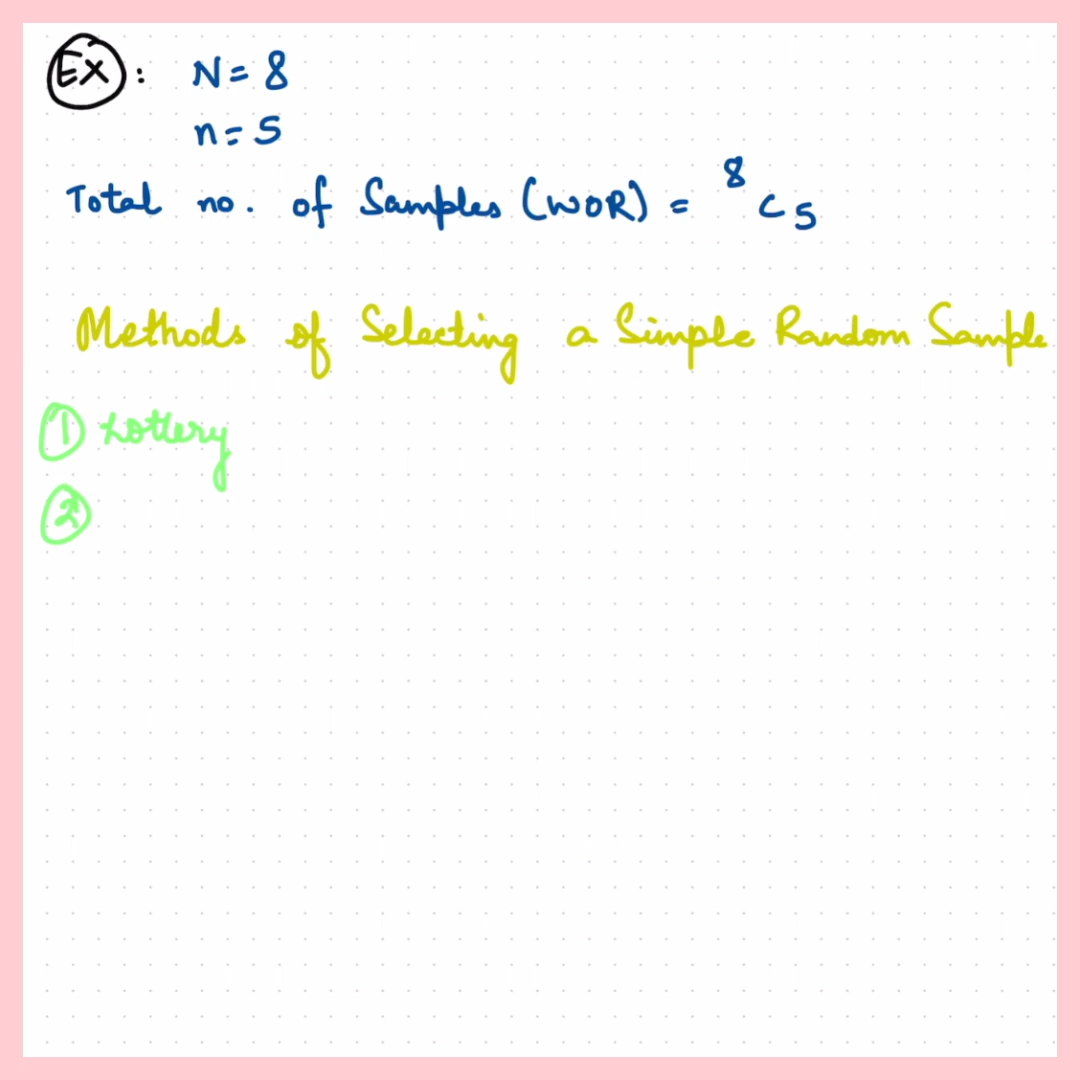 Ex : N = 8
n = 5
Total no. of Samples (WOR) = ⁸C₅
Methods of Selecting a Simple Random Sample
① Lottery
②